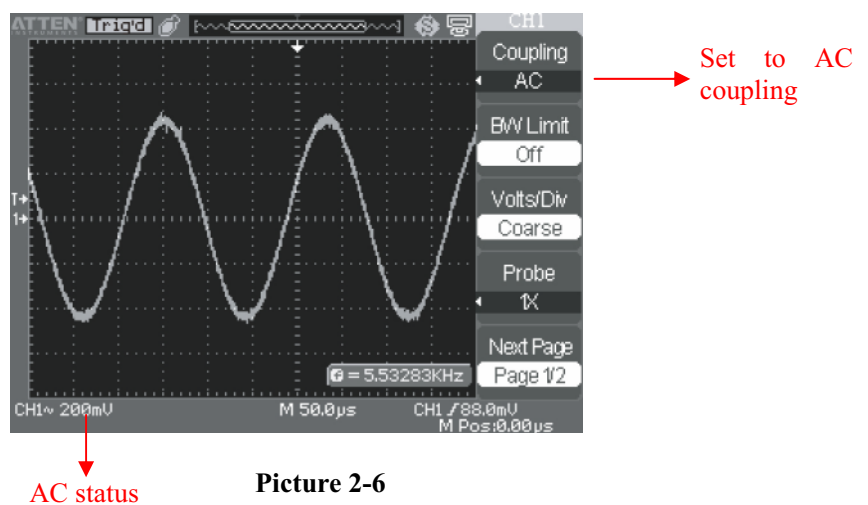 ATTEN Trig'd CH1
INSTRUMENTS
Coupling
AC
Set to AC
coupling
BW Limit
Off
T
Volts/Div
1
Coarse
Probe
1X
Next Page
f = 5.53283KHz Page 1/2
CH1~ 200mV M 50.0µs CH1 /88.0mV
M Pos:0.00µs
AC status
Picture 2-6